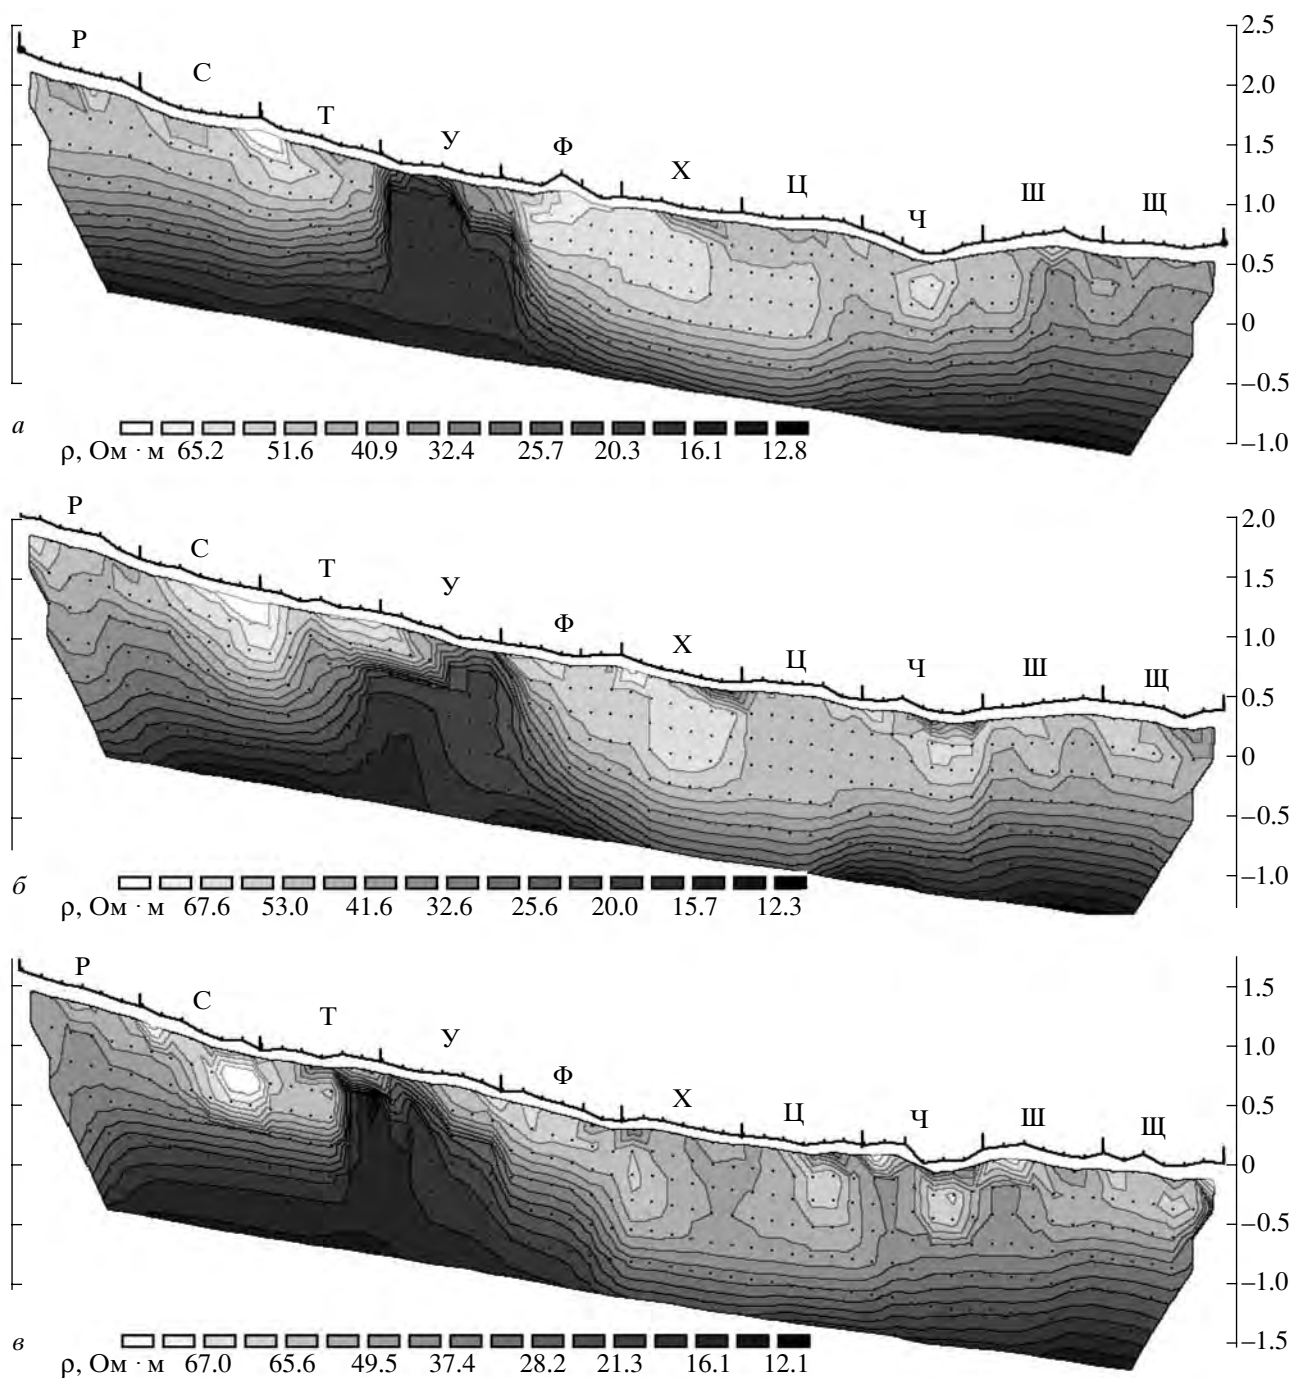 Р С Т У Ф Х Ц Ч Ш Щ
2.5
2.0
1.5
1.0
0.5
0
–0.5
–1.0
а
ρ, Ом · м 65.2 51.6 40.9 32.4 25.7 20.3 16.1 12.8
Р С Т У Ф Х Ц Ч Ш Щ
2.0
1.5
1.0
0.5
0
–0.5
–1.0
б
ρ, Ом · м 67.6 53.0 41.6 32.6 25.6 20.0 15.7 12.3
Р С Т У Ф Х Ц Ч Ш Щ
1.5
1.0
0.5
0
–0.5
–1.0
–1.5
в
ρ, Ом · м 67.0 65.6 49.5 37.4 28.2 21.3 16.1 12.1